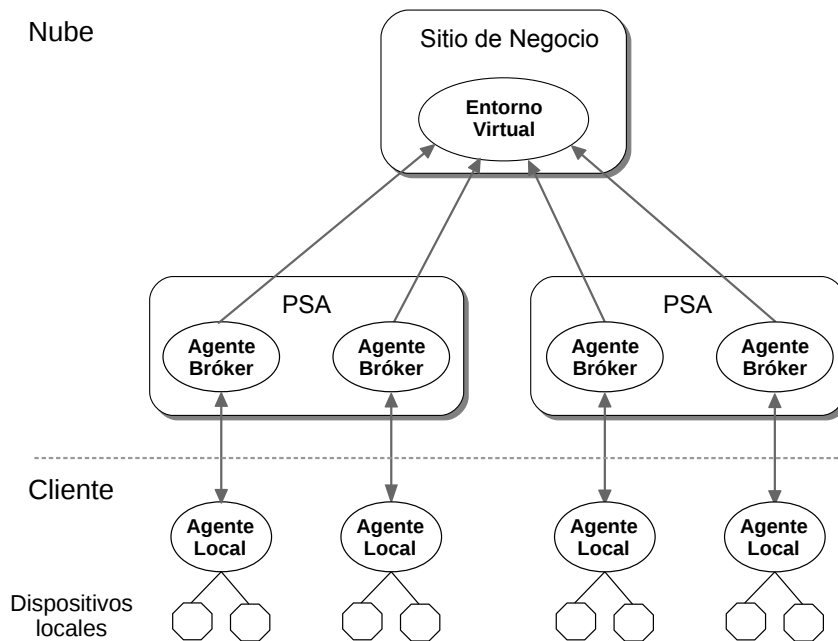 Nube
Sitio de Negocio
Entorno
Virtual
PSA
PSA
Agente
Bróker
Agente
Bróker
Agente
Bróker
Agente
Bróker
Cliente
Agente
Local
Agente
Local
Agente
Local
Agente
Local
Dispositivos
locales